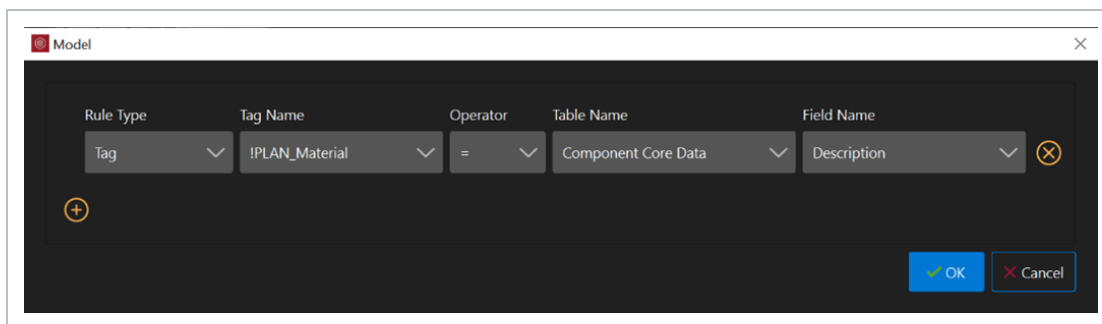 Model
Rule Type Tag Name Operator Table Name Field Name
Tag !PLAN_Material = Component Core Data Description
OK Cancel